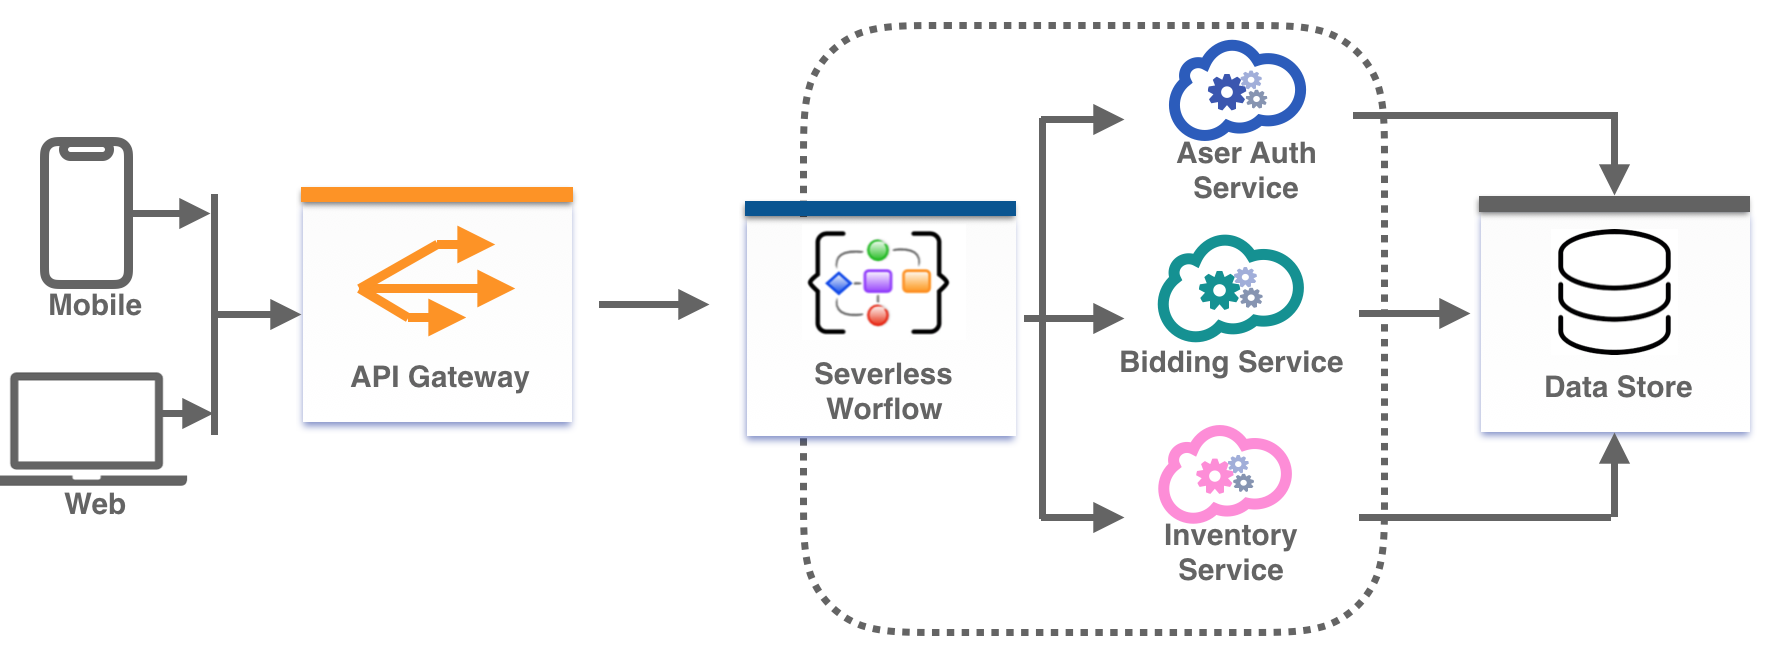 Mobile
Web
API Gateway
Severless
Worflow
Aser Auth
Service
Bidding Service
Inventory
Service
Data Store